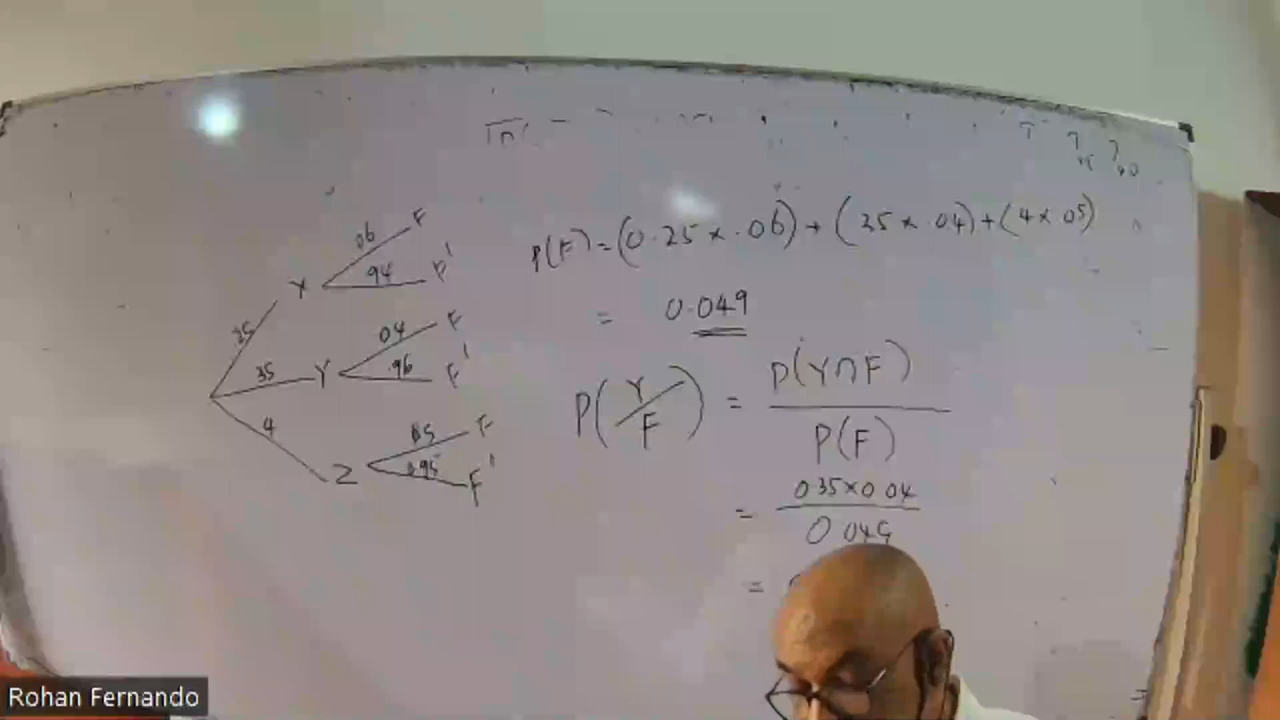 P(F) = (0.25 × .06) + (35 × .04) + (4 × 05)
= 0.049
P(Y/F) = P(Y∩F)
P(F)
= 0.35 × 0.04
0.049
=
06 F
X 94 F'
25
04 F
35 Y .96 F'
4
05 F
Z 0.95 F'
Rohan Fernando